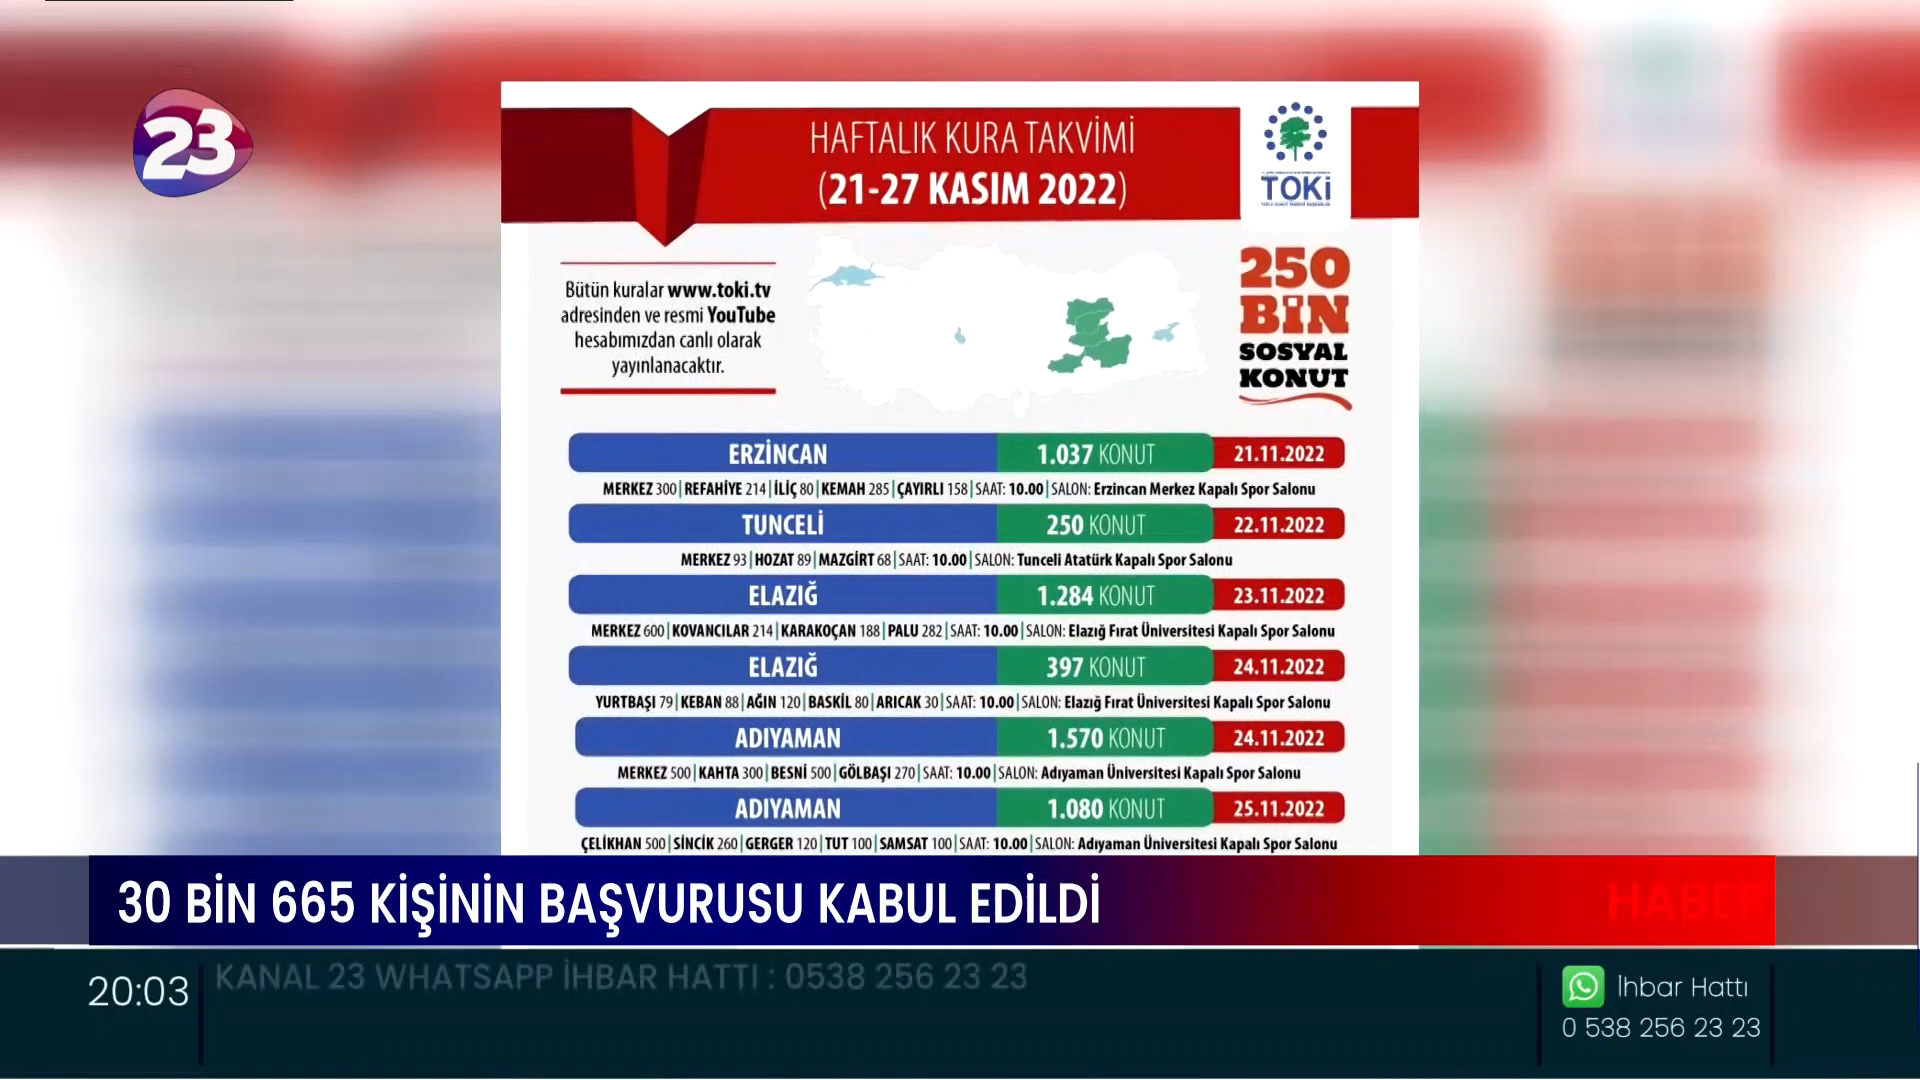 23
HAFTALIK KURA TAKVİMİ
(21-27 KASIM 2022)
TOKİ
Bütün kuralar www.toki.tv
adresinden ve resmi YouTube
hesabımızdan canlı olarak
yayınlanacaktır.
250
BİN
SOSYAL
KONUT
ERZİNCAN 1.037 KONUT 21.11.2022
MERKEZ 300|REFAHİYE 214|İLİÇ 80|KEMAH 285|ÇAYIRLI 158|SAAT: 10.00|SALON: Erzincan Merkez Kapalı Spor Salonu
TUNCELİ 250 KONUT 22.11.2022
MERKEZ 93|HOZAT 89|MAZGİRT 68|SAAT: 10.00|SALON: Tunceli Atatürk Kapalı Spor Salonu
ELAZIĞ 1.284 KONUT 23.11.2022
MERKEZ 600|KOVANCILAR 214|KARAKOÇAN 188|PALU 282|SAAT: 10.00|SALON: Elazığ Fırat Üniversitesi Kapalı Spor Salonu
ELAZIĞ 397 KONUT 24.11.2022
YURTBAŞI 79|KEBAN 88|AĞIN 120|BASKİL 80|ARICAK 30|SAAT: 10.00|SALON: Elazığ Fırat Üniversitesi Kapalı Spor Salonu
ADIYAMAN 1.570 KONUT 24.11.2022
MERKEZ 500|KAHTA 300|BESNİ 500|GÖLBAŞI 270|SAAT: 10.00|SALON: Adıyaman Üniversitesi Kapalı Spor Salonu
ADIYAMAN 1.080 KONUT 25.11.2022
ÇELİKHAN 500|SİNCİK 260|GERGER 120|TUT 100|SAMSAT 100|SAAT: 10.00|SALON: Adıyaman Üniversitesi Kapalı Spor Salonu
30 BİN 665 KİŞİNİN BAŞVURUSU KABUL EDİLDİ
HABER
20:03
KANAL 23 WHATSAPP İHBAR HATTI : 0538 256 23 23
İhbar Hattı
0 538 256 23 23